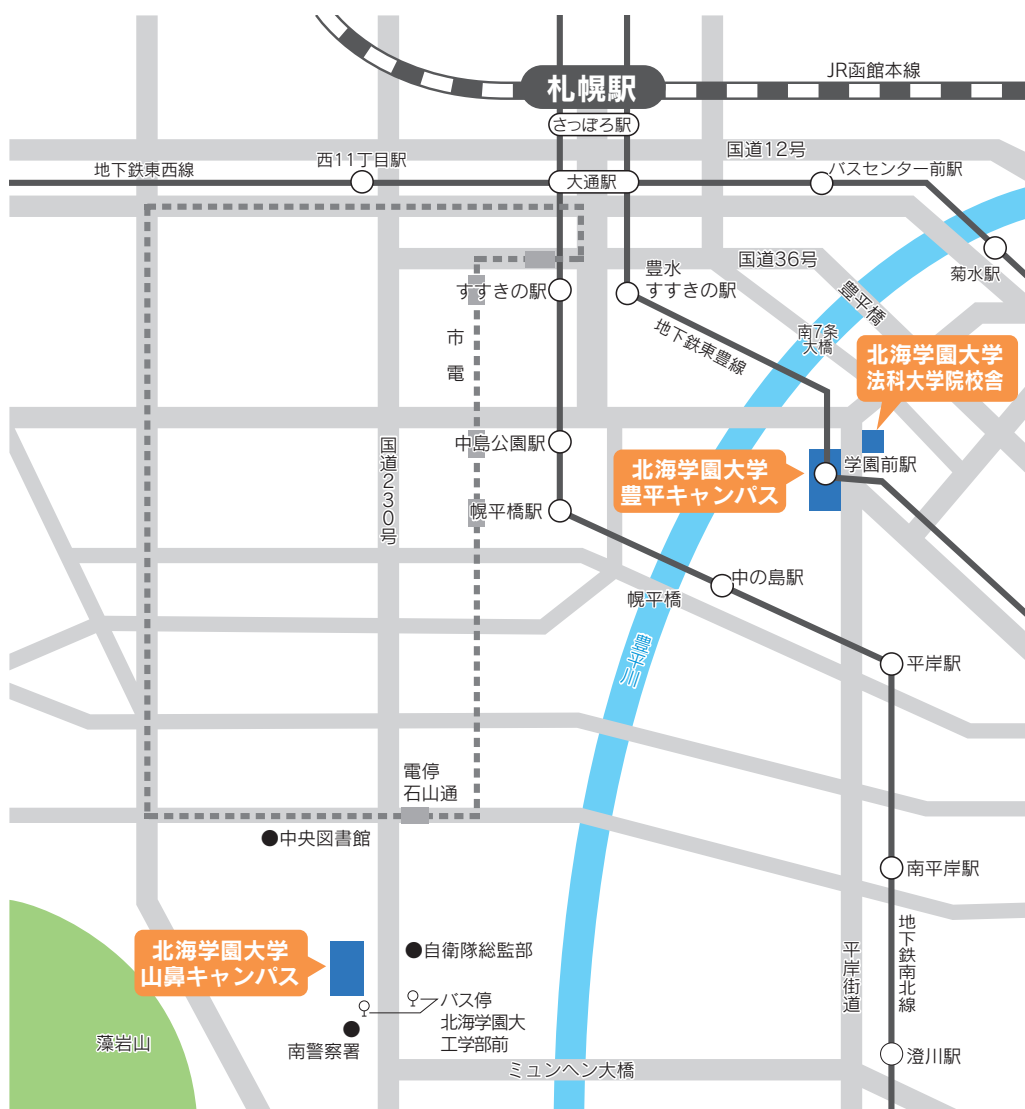 JR函館本線
札幌駅
さっぽろ駅
国道12号
西11丁目駅
地下鉄東西線
大通駅
バスセンター前駅
国道36号
菊水駅
豊水
すすきの駅
すすきの駅
豊平橋
地下鉄東豊線
南7条
大橋
市電
北海学園大学
法科大学院校舎
中島公園駅
国道230号
北海学園大学
豊平キャンパス
学園前駅
幌平橋駅
中の島駅
幌平橋
豊平川
平岸駅
電停
石山通
中央図書館
南平岸駅
地下鉄南北線
平岸街道
北海学園大学
山鼻キャンパス
自衛隊総監部
バス停
北海学園大
工学部前
藻岩山
南警察署
ミュンヘン大橋
澄川駅